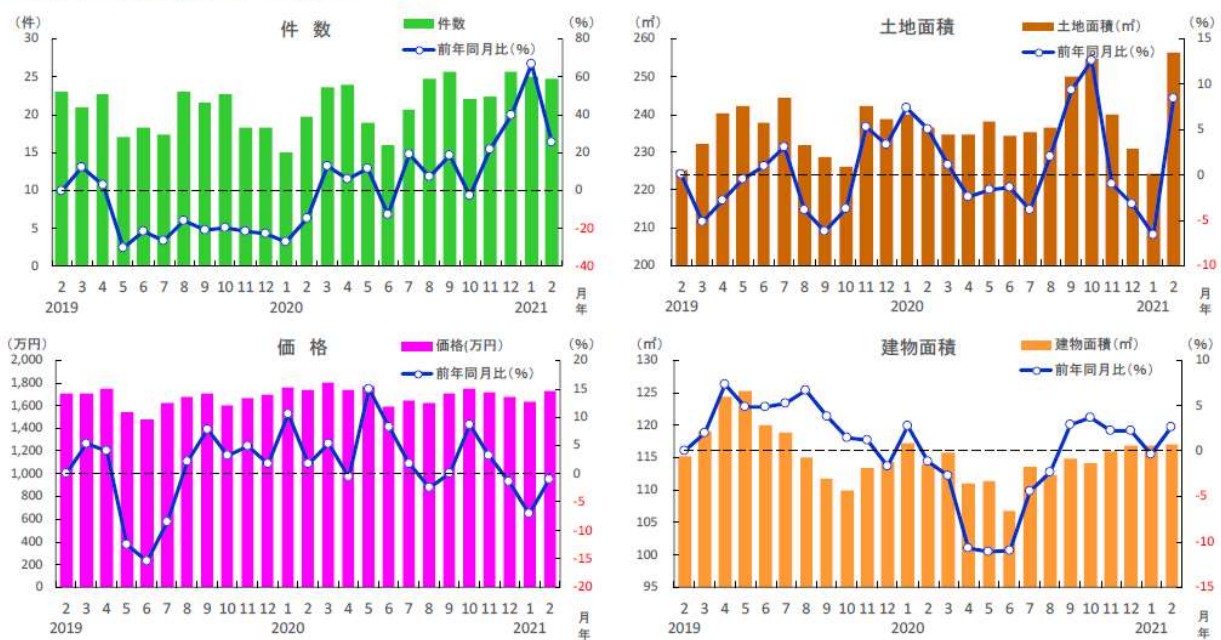 (件) 件 数 (%)
30 80
件数
前年同月比(%)
25 60
20 40
20
15
0
10
-20
5
0 -40
2 3 4 5 6 7 8 9 10 11 12 1 2 3 4 5 6 7 8 9 10 11 12 1 2 月
2019 2020 2021 年
(㎡) 土地面積 (%)
260 15
土地面積(㎡)
前年同月比(%)
250 10
240 5
230
0
220
-5
210
200 -10
2 3 4 5 6 7 8 9 10 11 12 1 2 3 4 5 6 7 8 9 10 11 12 1 2 月
2019 2020 2021 年
(万円) 価 格 (%)
2,000 20
価格(万円)
前年同月比(%)
1,800 15
1,600
10
1,400
5
1,200
1,000 0
800
-5
600
-10
400
-15
200
0 -20
2 3 4 5 6 7 8 9 10 11 12 1 2 3 4 5 6 7 8 9 10 11 12 1 2 月
2019 2020 2021 年
(㎡) 建物面積 (%)
130 10
建物面積(㎡)
前年同月比(%)
125
5
120
115 0
110
-5
105
-10
100
95 -15
2 3 4 5 6 7 8 9 10 11 12 1 2 3 4 5 6 7 8 9 10 11 12 1 2 月
2019 2020 2021 年